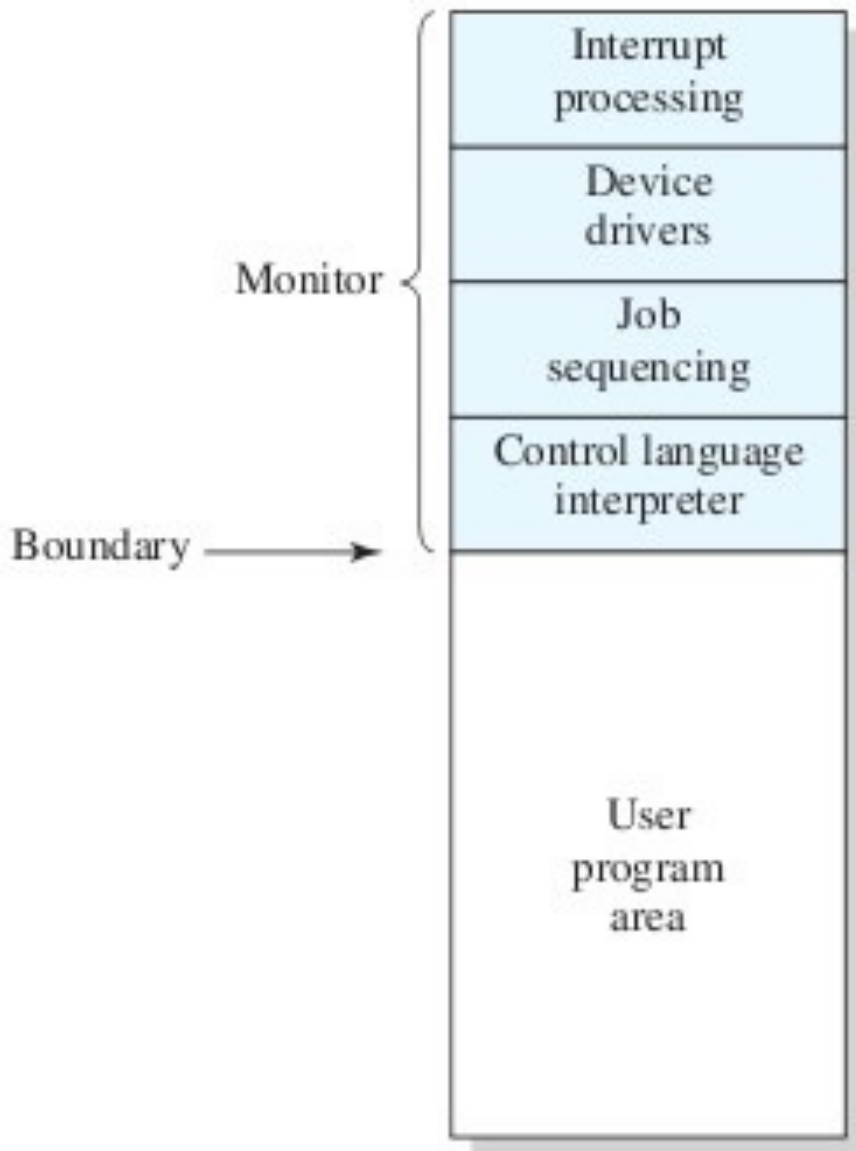 Interrupt
processing
Device
drivers
Monitor
Job
sequencing
Control language
interpreter
Boundary
User
program
area